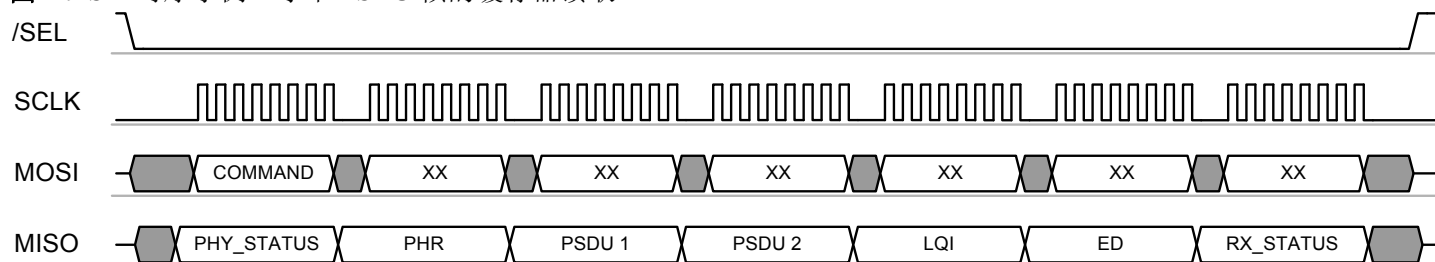 /SEL
SCLK
MOSI COMMAND XX XX XX XX XX XX
MISO PHY_STATUS PHR PSDU 1 PSDU 2 LQI ED RX_STATUS